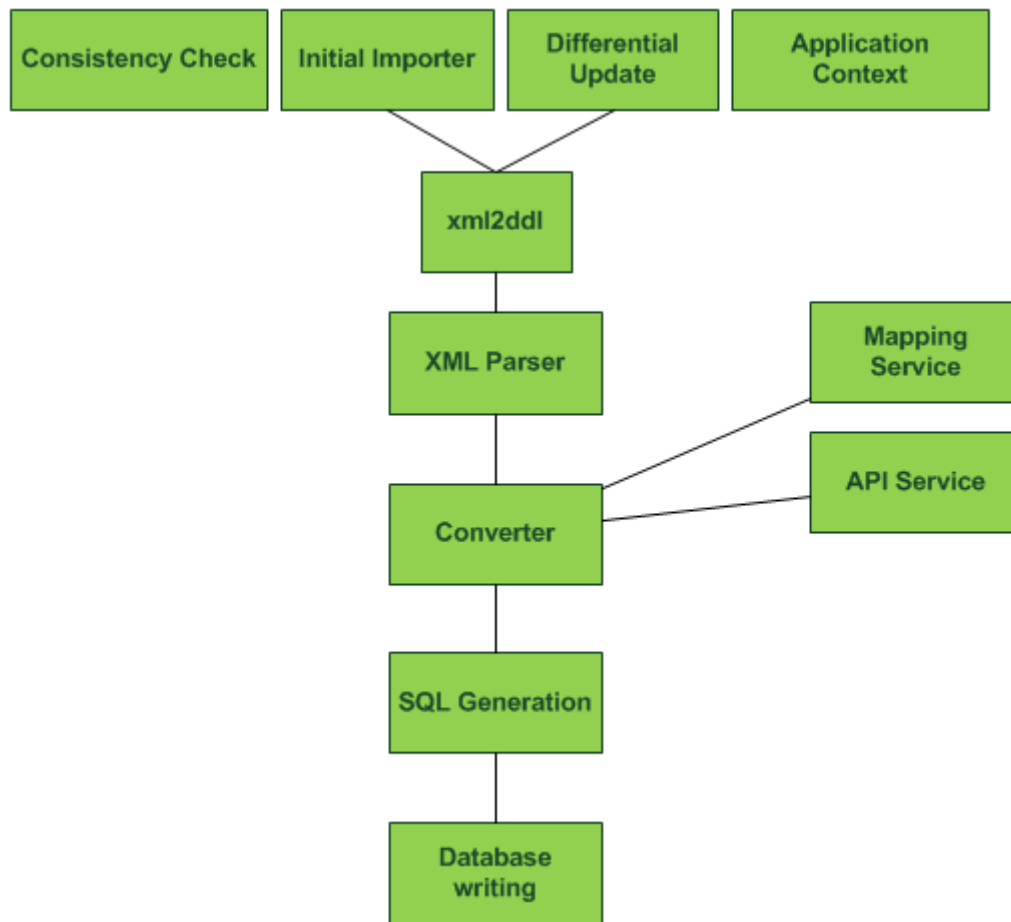 Consistency Check
Initial Importer
Differential
Update
Application
Context
xml2ddl
XML Parser
Mapping
Service
API Service
Converter
SQL Generation
Database
writing